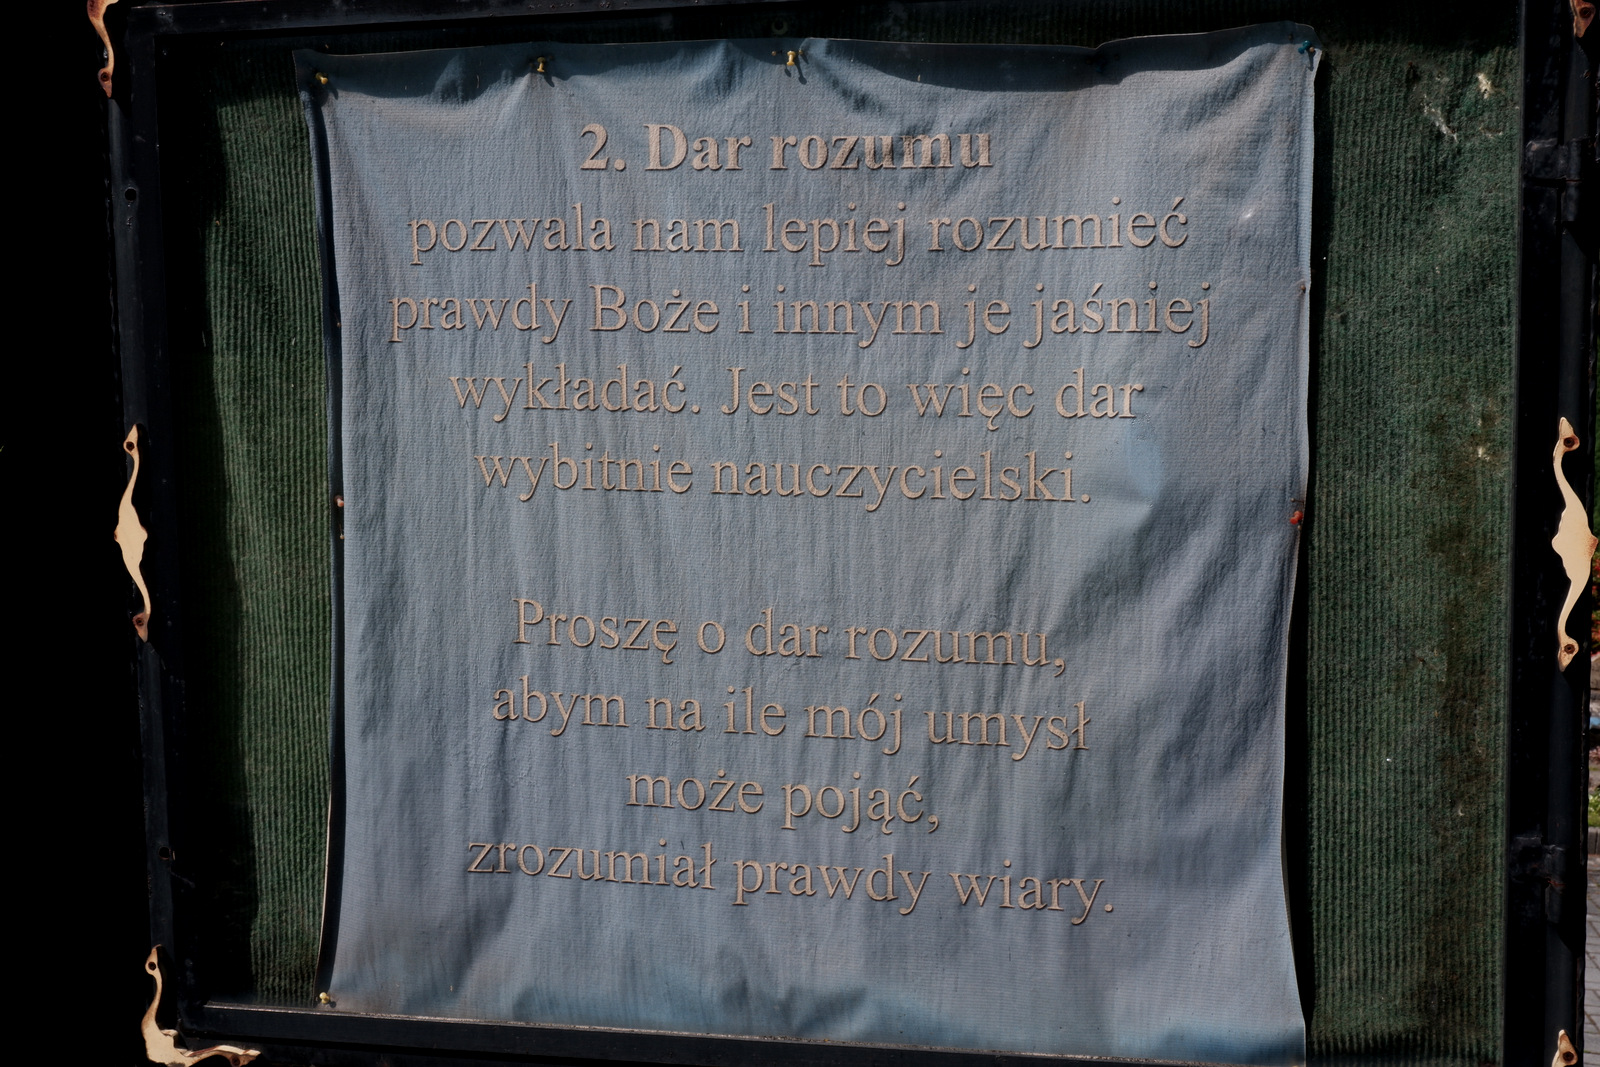 2. Dar rozumu
pozwala nam lepiej rozumieć
prawdy Boże i innym je jaśniej
wykładać. Jest to więc dar
wybitnie nauczycielski.
Proszę o dar rozumu,
abym na ile mój umysł
może pojąć,
zrozumiał prawdy wiary.